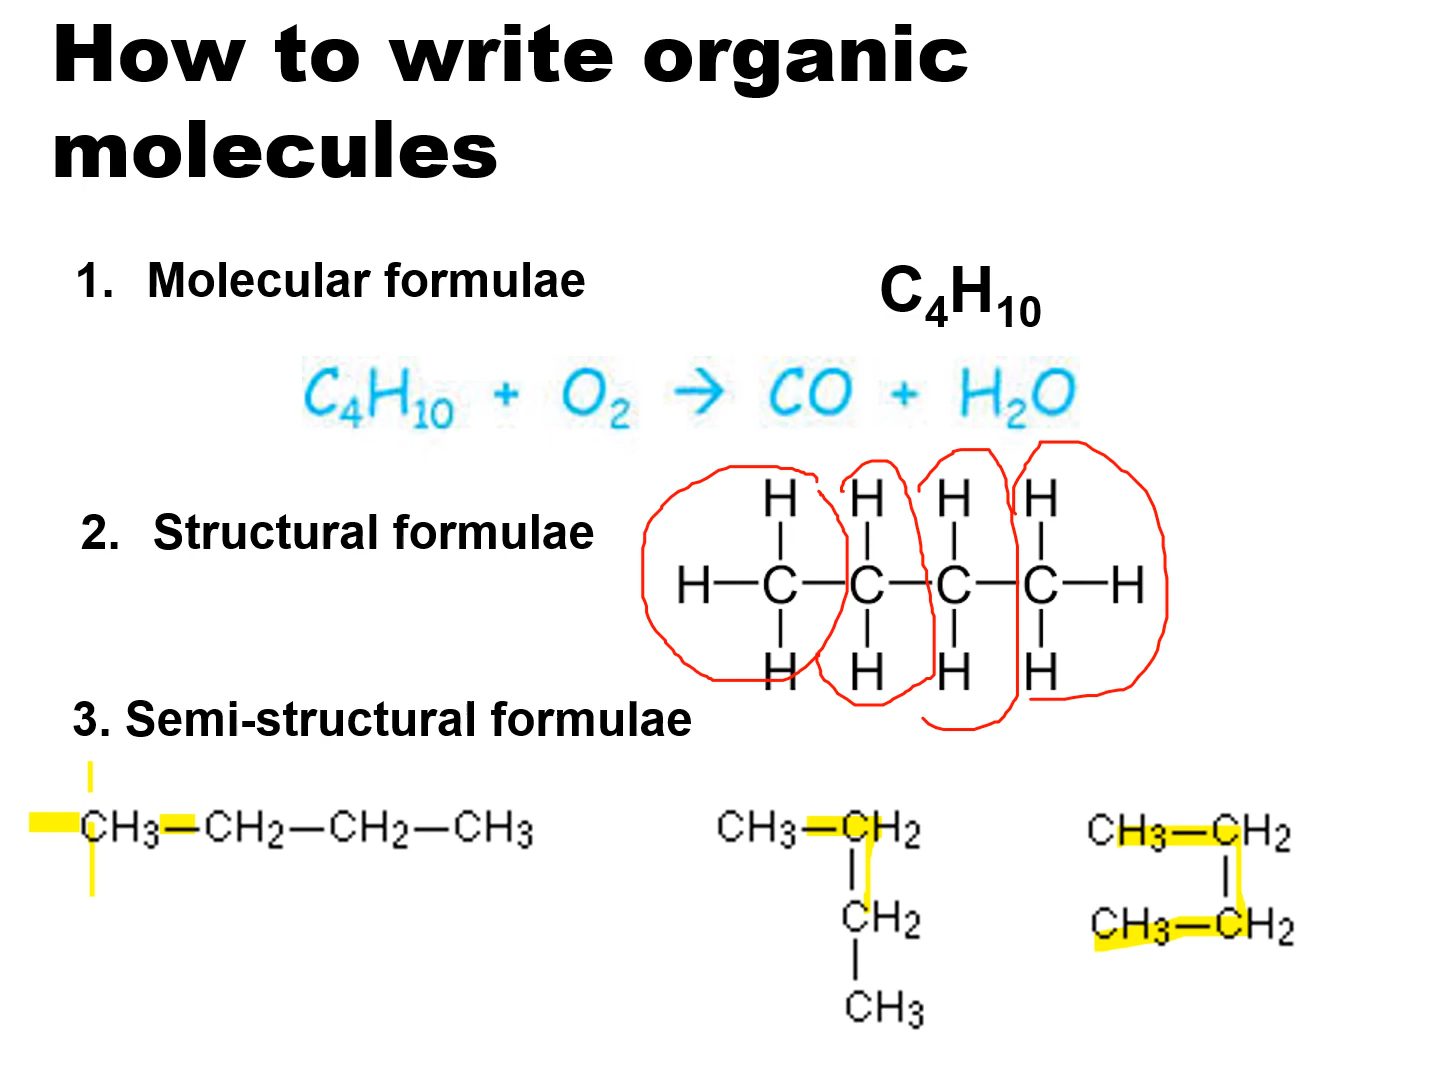 How to write organic
molecules
1. Molecular formulae C₄H₁₀
C₄H₁₀ + O₂ → CO + H₂O
H H H H
2. Structural formulae
H—C—C—C—C—H
H H H H
3. Semi-structural formulae
CH₃—CH₂—CH₂—CH₃ CH₃—CH₂ CH₃—CH₂
CH₂ CH₃—CH₂
CH₃